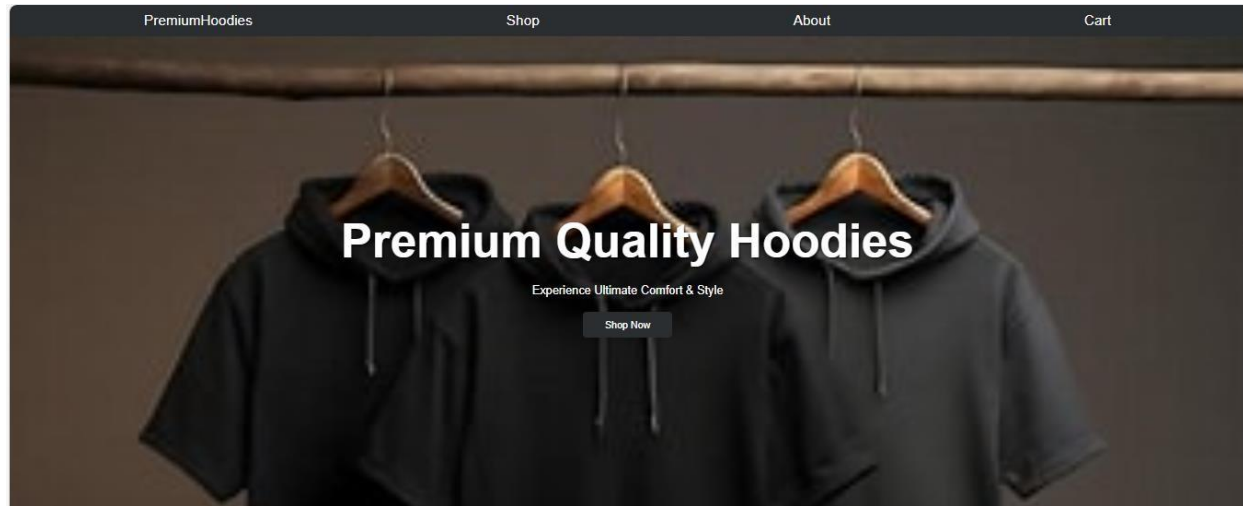 PremiumHoodies Shop About Cart
Premium Quality Hoodies
Experience Ultimate Comfort & Style
Shop Now